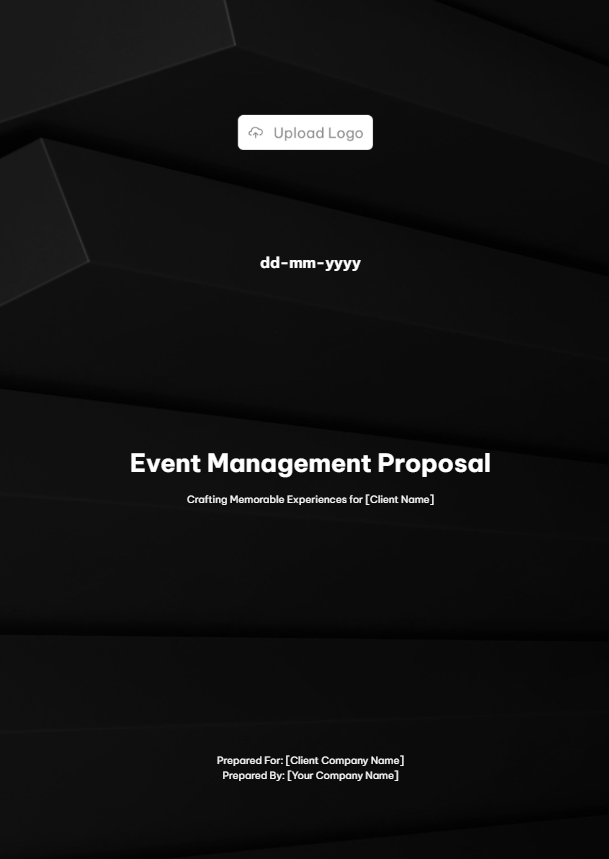 Upload Logo
dd-mm-yyyy
Event Management Proposal
Crafting Memorable Experiences for [Client Name]
Prepared For: [Client Company Name]
Prepared By: [Your Company Name]